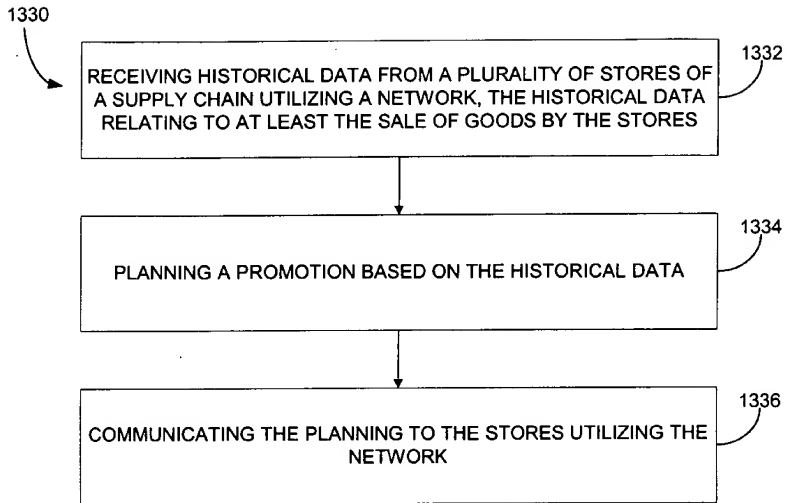 1330
1332
RECEIVING HISTORICAL DATA FROM A PLURALITY OF STORES OF
A SUPPLY CHAIN UTILIZING A NETWORK, THE HISTORICAL DATA
RELATING TO AT LEAST THE SALE OF GOODS BY THE STORES
1334
PLANNING A PROMOTION BASED ON THE HISTORICAL DATA
1336
COMMUNICATING THE PLANNING TO THE STORES UTILIZING THE
NETWORK